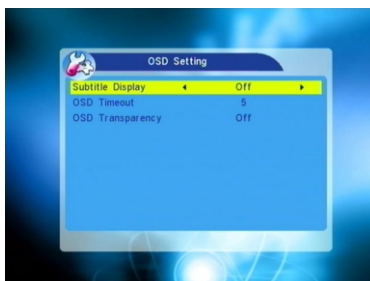 OSD Setting
Subtitle Display Off
OSD Timeout 5
OSD Transparency Off